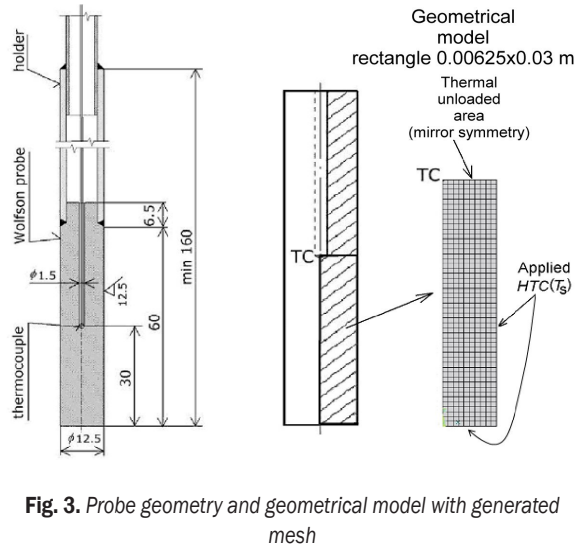 holder
Wolfson probe
thermocouple
ϕ1.5
12.5
6.5
60
min 160
30
ϕ12.5
TC
Geometrical
model
rectangle 0.00625x0.03 m
Thermal
unloaded
area
(mirror symmetry)
TC
Applied
HTC(Ts)
Fig. 3. Probe geometry and geometrical model with generated
mesh